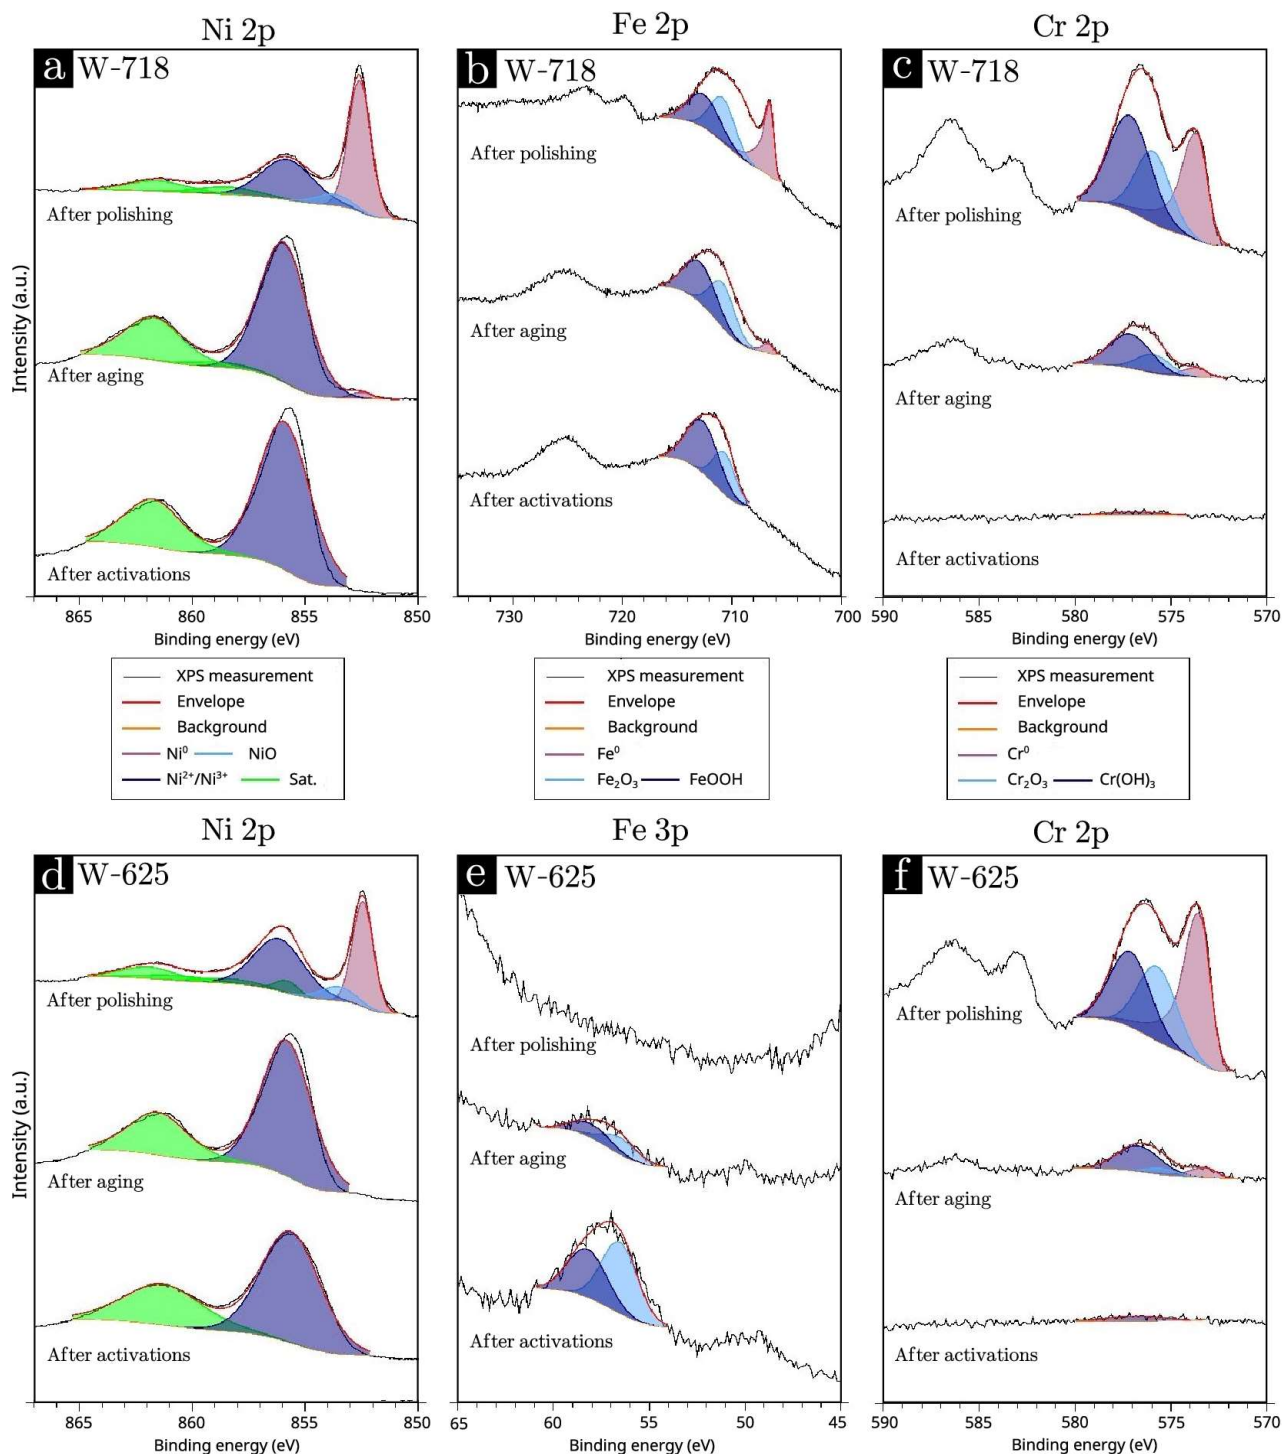 Ni 2p
Fe 2p
Cr 2p
a W-718
b W-718
c W-718
After polishing
After polishing
After polishing
After aging
After aging
After aging
After activations
After activations
After activations
Intensity (a.u.)
865 860 855 850
730 720 710 700
590 585 580 575 570
Binding energy (eV)
Binding energy (eV)
Binding energy (eV)
XPS measurement
Envelope
Background
Ni⁰ NiO
Ni²⁺/Ni³⁺ Sat.
XPS measurement
Envelope
Background
Fe⁰
Fe₂O₃ FeOOH
XPS measurement
Envelope
Background
Cr⁰
Cr₂O₃ Cr(OH)₃
Ni 2p
Fe 3p
Cr 2p
d W-625
e W-625
f W-625
After polishing
After polishing
After polishing
After aging
After aging
After aging
After activations
After activations
After activations
Intensity (a.u.)
865 860 855 850
65 60 55 50 45
590 585 580 575 570
Binding energy (eV)
Binding energy (eV)
Binding energy (eV)